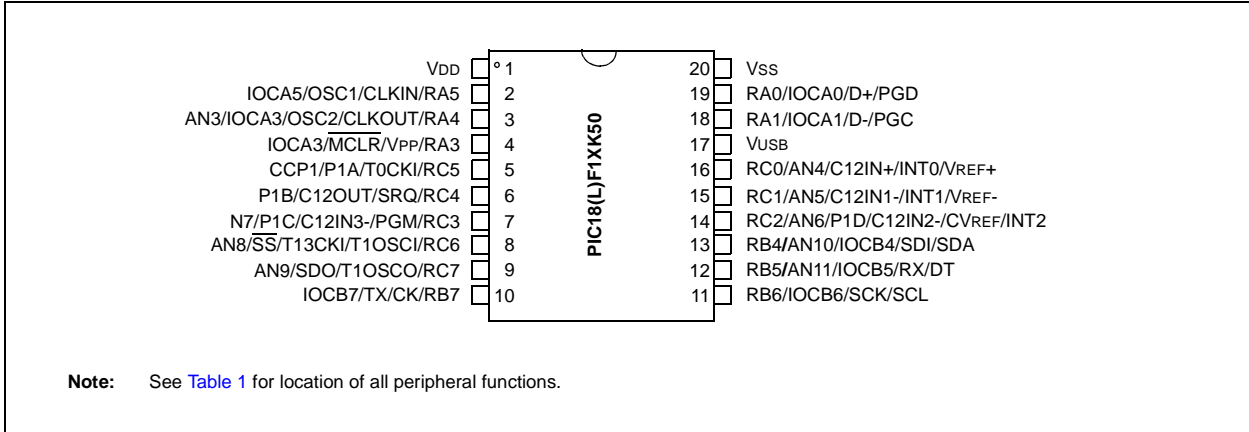 VDD 1 20 VSS
IOCA5/OSC1/CLKIN/RA5 2 19 RA0/IOCA0/D+/PGD
AN3/IOCA3/OSC2/CLKOUT/RA4 3 18 RA1/IOCA1/D-/PGC
IOCA3/MCLR/VPP/RA3 4 17 VUSB
CCP1/P1A/T0CKI/RC5 5 16 RC0/AN4/C12IN+/INT0/VREF+
P1B/C12OUT/SRQ/RC4 6 15 RC1/AN5/C12IN1-/INT1/VREF-
N7/P1C/C12IN3-/PGM/RC3 7 14 RC2/AN6/P1D/C12IN2-/CVREF/INT2
AN8/SS/T13CKI/T1OSCI/RC6 8 13 RB4/AN10/IOCB4/SDI/SDA
AN9/SDO/T1OSCO/RC7 9 12 RB5/AN11/IOCB5/RX/DT
IOCB7/TX/CK/RB7 10 11 RB6/IOCB6/SCK/SCL
PIC18(L)F1XK50
Note: See Table 1 for location of all peripheral functions.